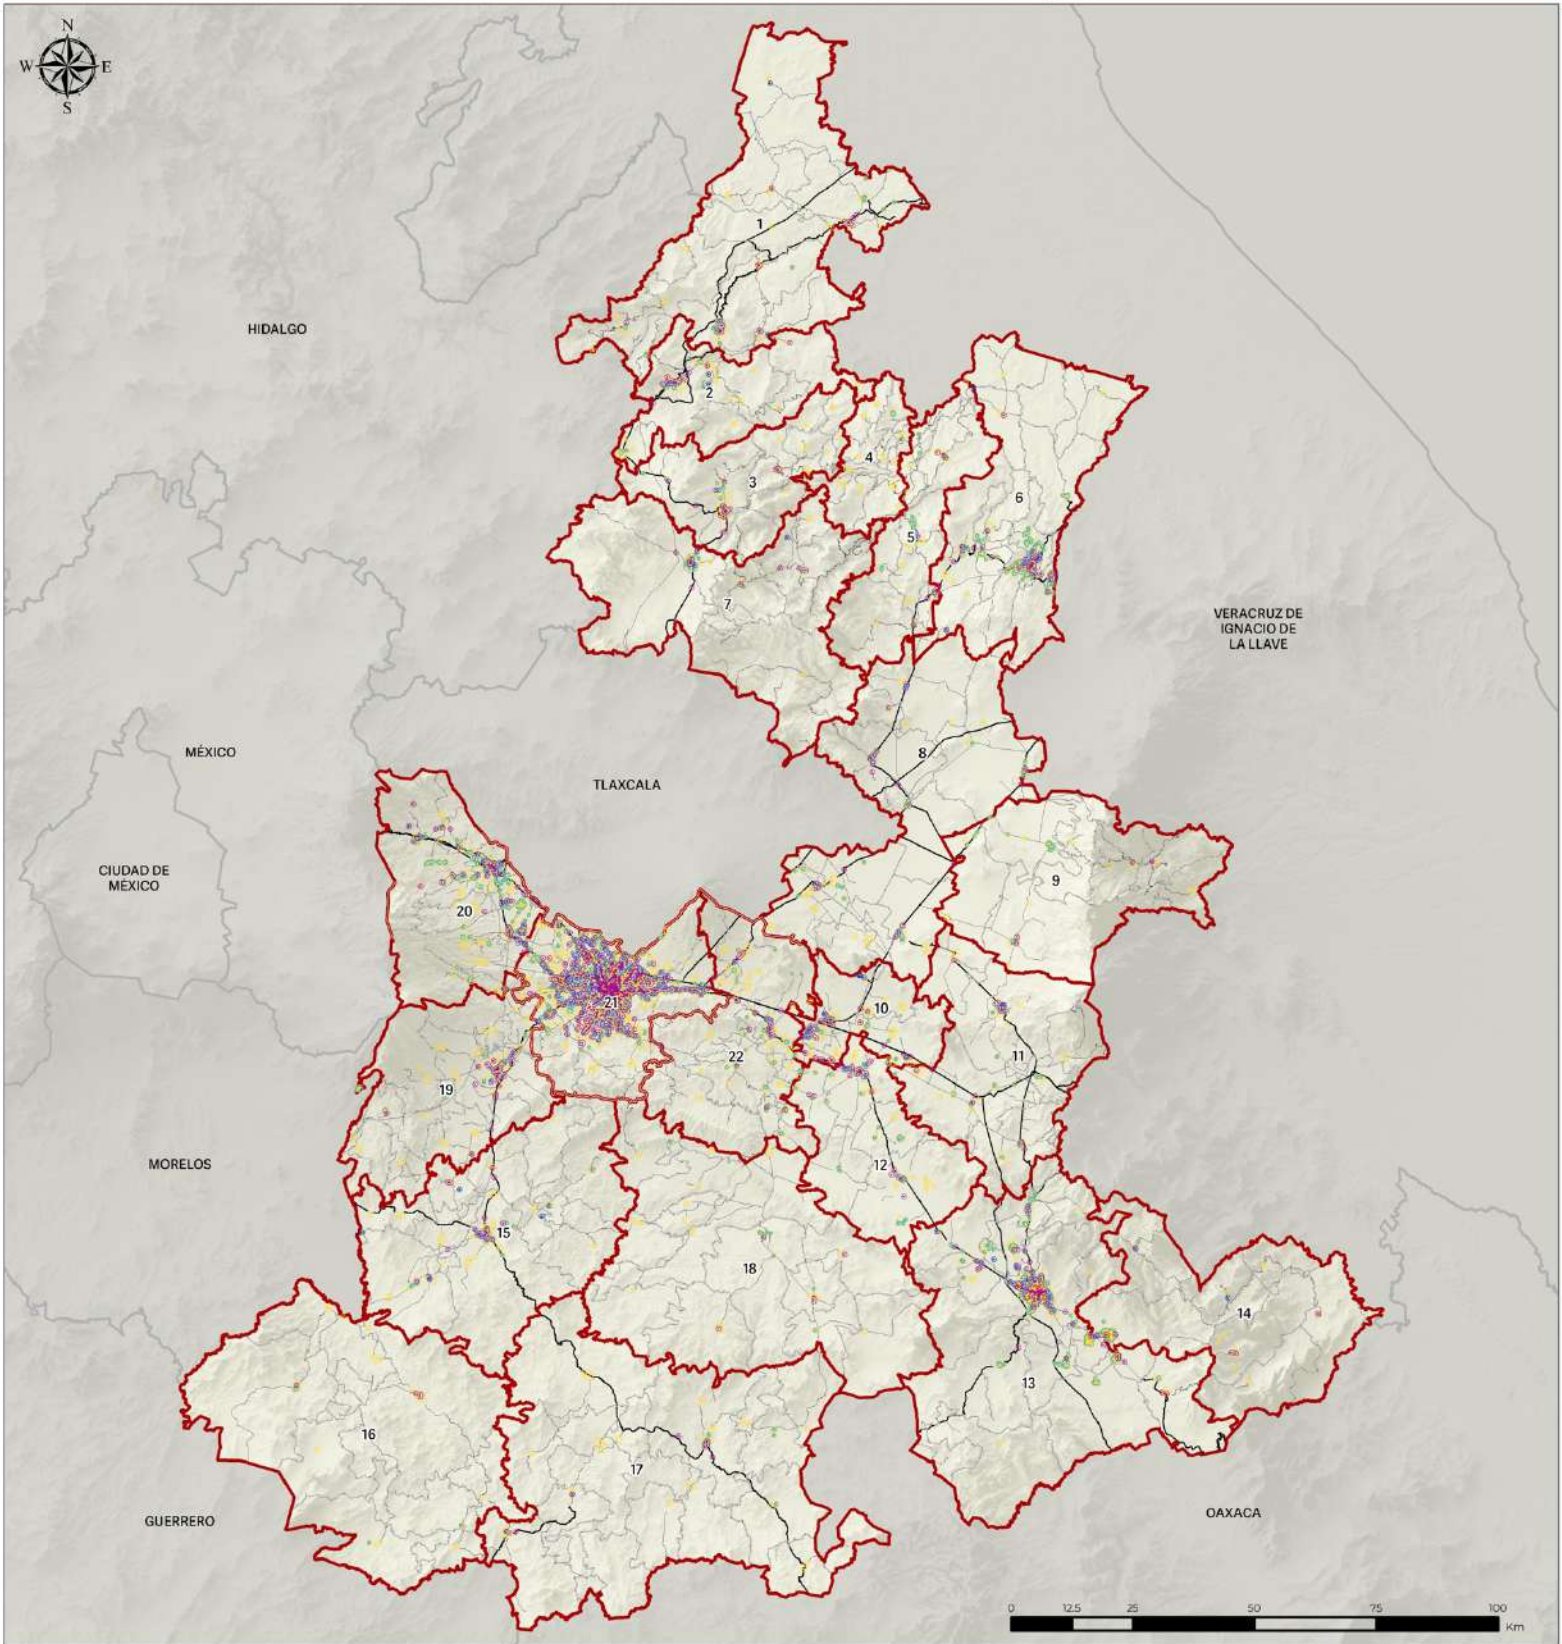 N
W E
S
1
HIDALGO
2
4
3
6
5
7
VERACRUZ DE
IGNACIO DE
LA LLAVE
MÉXICO
8
TLAXCALA
CIUDAD DE
MÉXICO
9
20
21
10
22
11
19
MORELOS
12
15
18
14
13
16
17
GUERRERO
OAXACA
0 12.5 25 50 75 100
Km